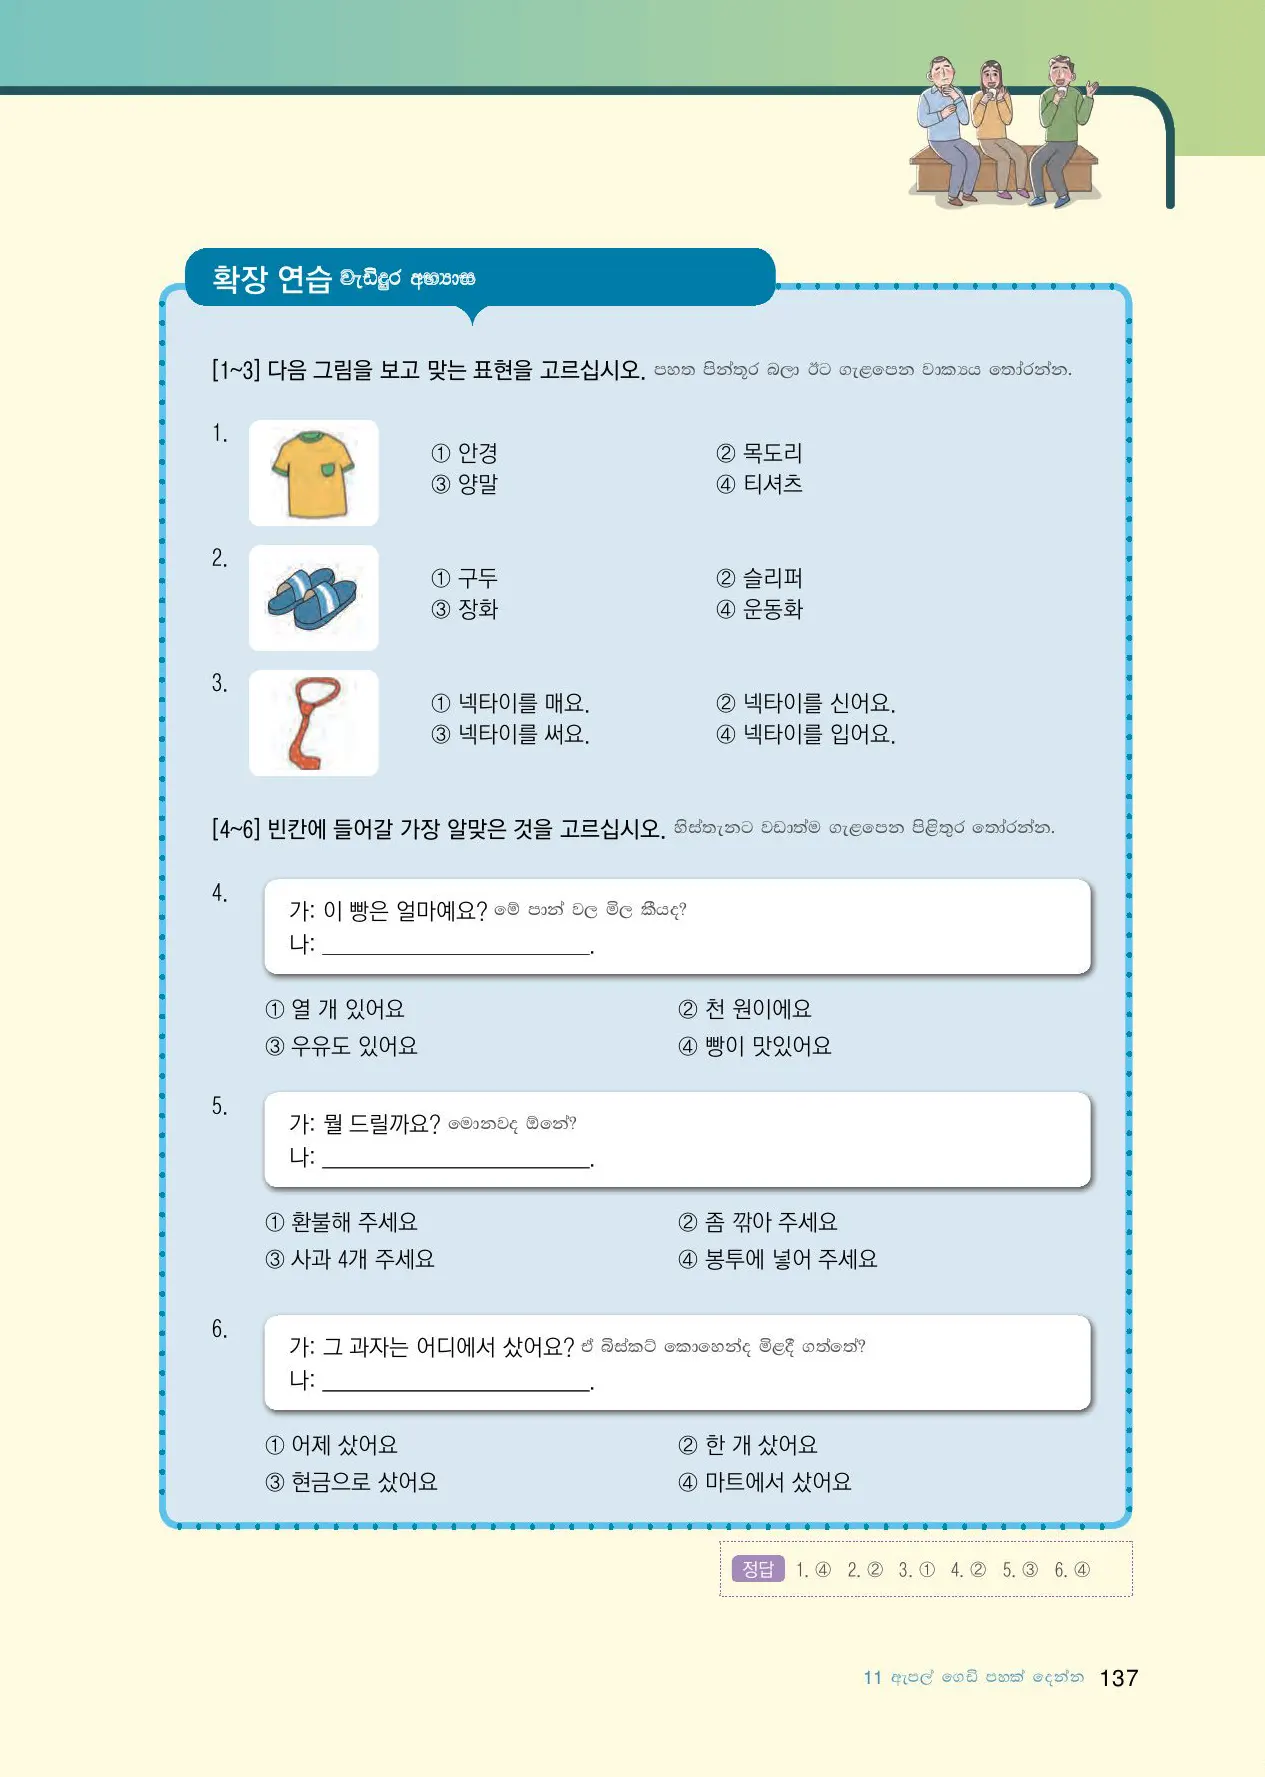 확장 연습 වැඩිදුර අභ්‍යාස
[1~3] 다음 그림을 보고 맞는 표현을 고르십시오. පහත පින්තූර බලා ඊට ගැළපෙන වාක්‍යය තෝරන්න.
1.
① 안경 ② 목도리
③ 양말 ④ 티셔츠
2.
① 구두 ② 슬리퍼
③ 장화 ④ 운동화
3.
① 넥타이를 매요. ② 넥타이를 신어요.
③ 넥타이를 써요. ④ 넥타이를 입어요.
[4~6] 빈칸에 들어갈 가장 알맞은 것을 고르십시오. හිස්තැනට වඩාත්ම ගැළපෙන පිළිතුර තෝරන්න.
4.
가: 이 빵은 얼마예요? මේ පාන් වල මිල කීයද?
나: ______________________.
① 열 개 있어요 ② 천 원이에요
③ 우유도 있어요 ④ 빵이 맛있어요
5.
가: 뭘 드릴까요? මොනවද ඕනේ?
나: ______________________.
① 환불해 주세요 ② 좀 깎아 주세요
③ 사과 4개 주세요 ④ 봉투에 넣어 주세요
6.
가: 그 과자는 어디에서 샀어요? ඒ බිස්කට් කොහෙන්ද මිළදී ගත්තේ?
나: ______________________.
① 어제 샀어요 ② 한 개 샀어요
③ 현금으로 샀어요 ④ 마트에서 샀어요
정답 1. ④ 2. ② 3. ① 4. ② 5. ③ 6. ④
11 ඇපල් ගෙඩි පහක් දෙන්න 137